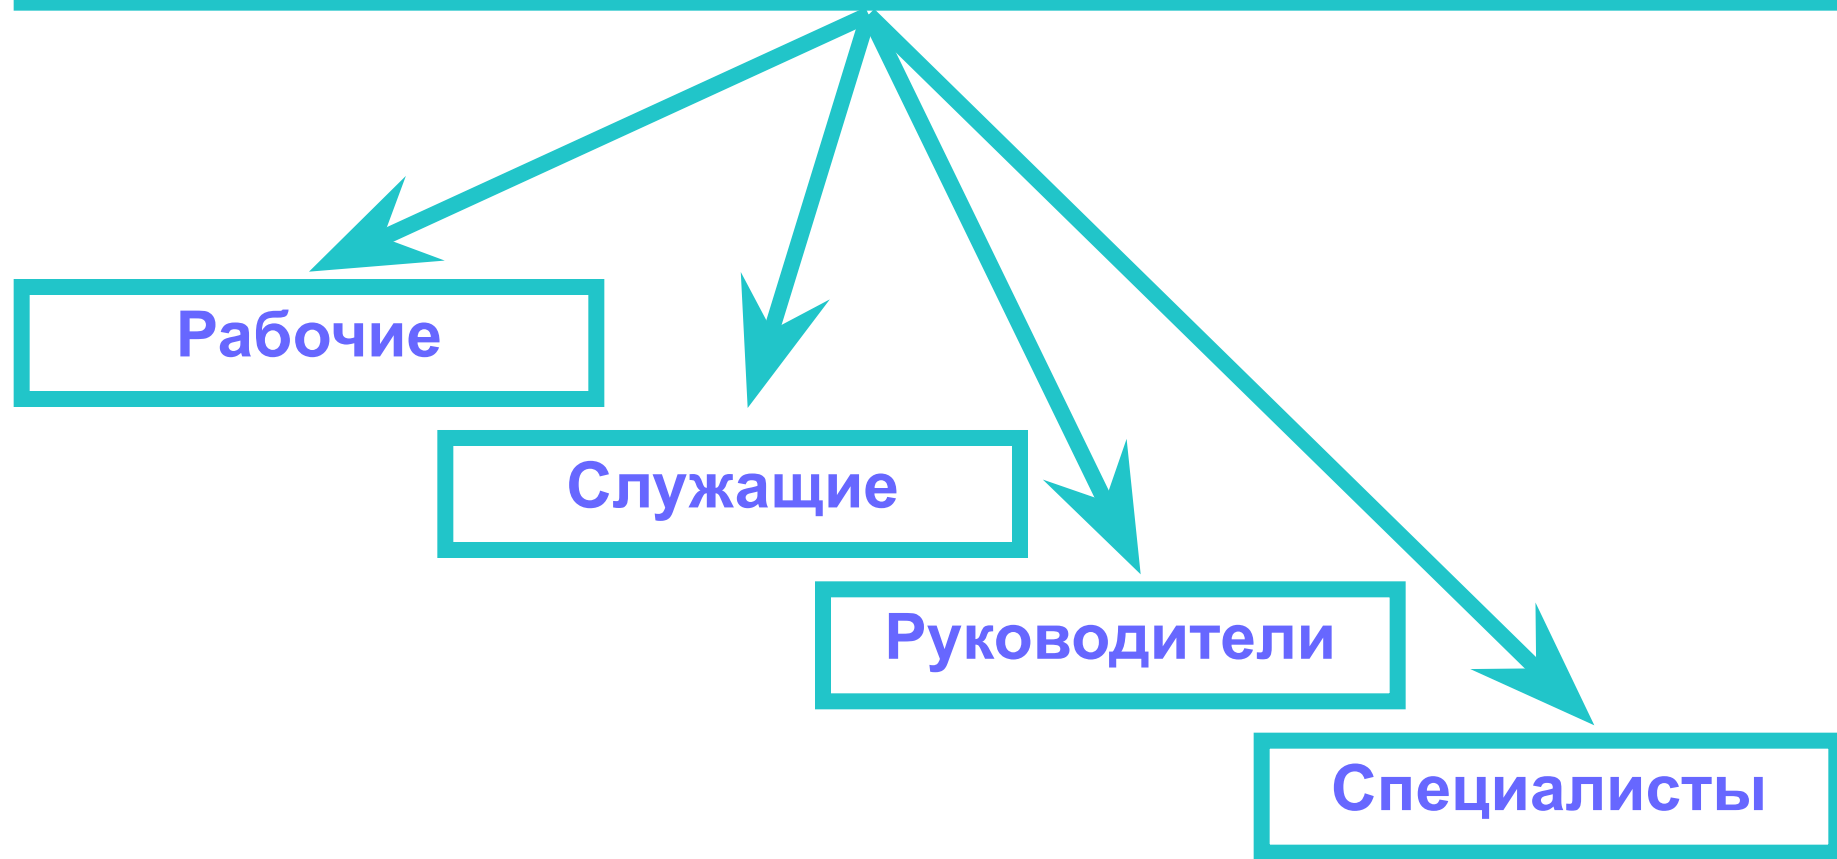 Рабочие
Служащие
Руководители
Специалисты